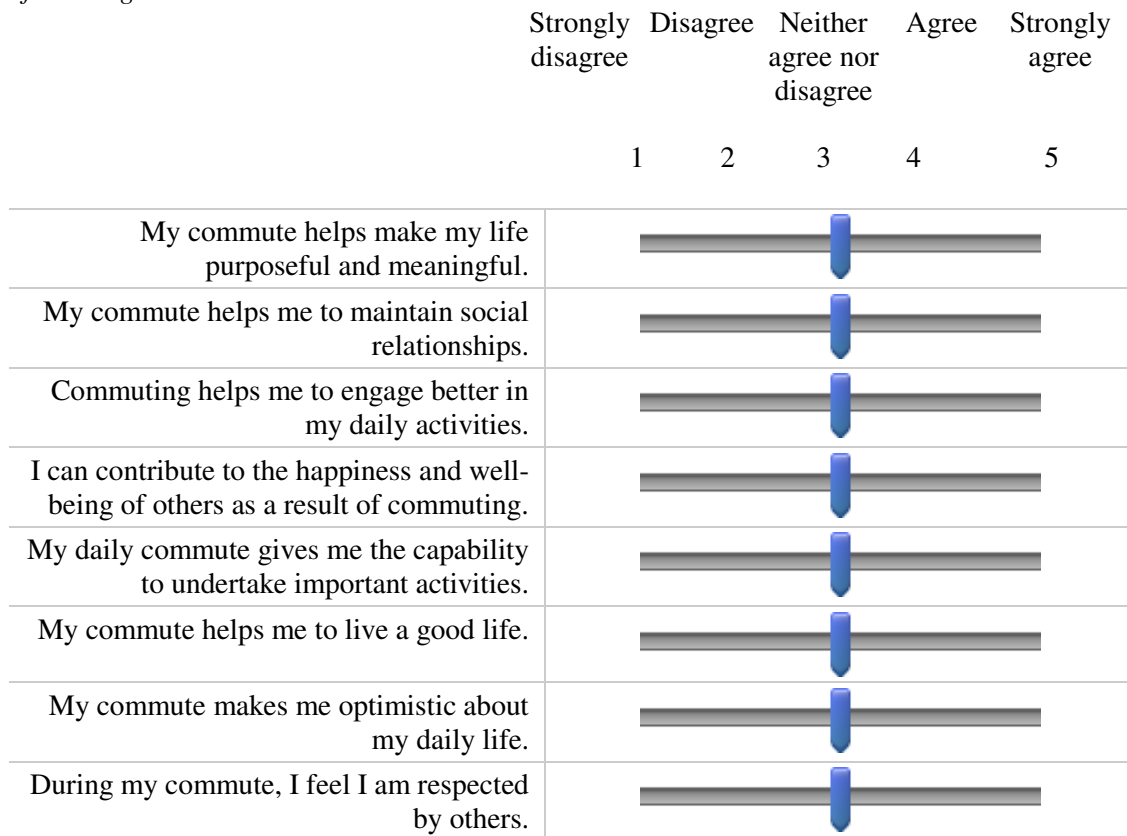 Strongly disagree Disagree Neither agree nor disagree Agree Strongly agree
1 2 3 4 5
My commute helps make my life
purposeful and meaningful.
My commute helps me to maintain social
relationships.
Commuting helps me to engage better in
my daily activities.
I can contribute to the happiness and well-
being of others as a result of commuting.
My daily commute gives me the capability
to undertake important activities.
My commute helps me to live a good life.
My commute makes me optimistic about
my daily life.
During my commute, I feel I am respected
by others.